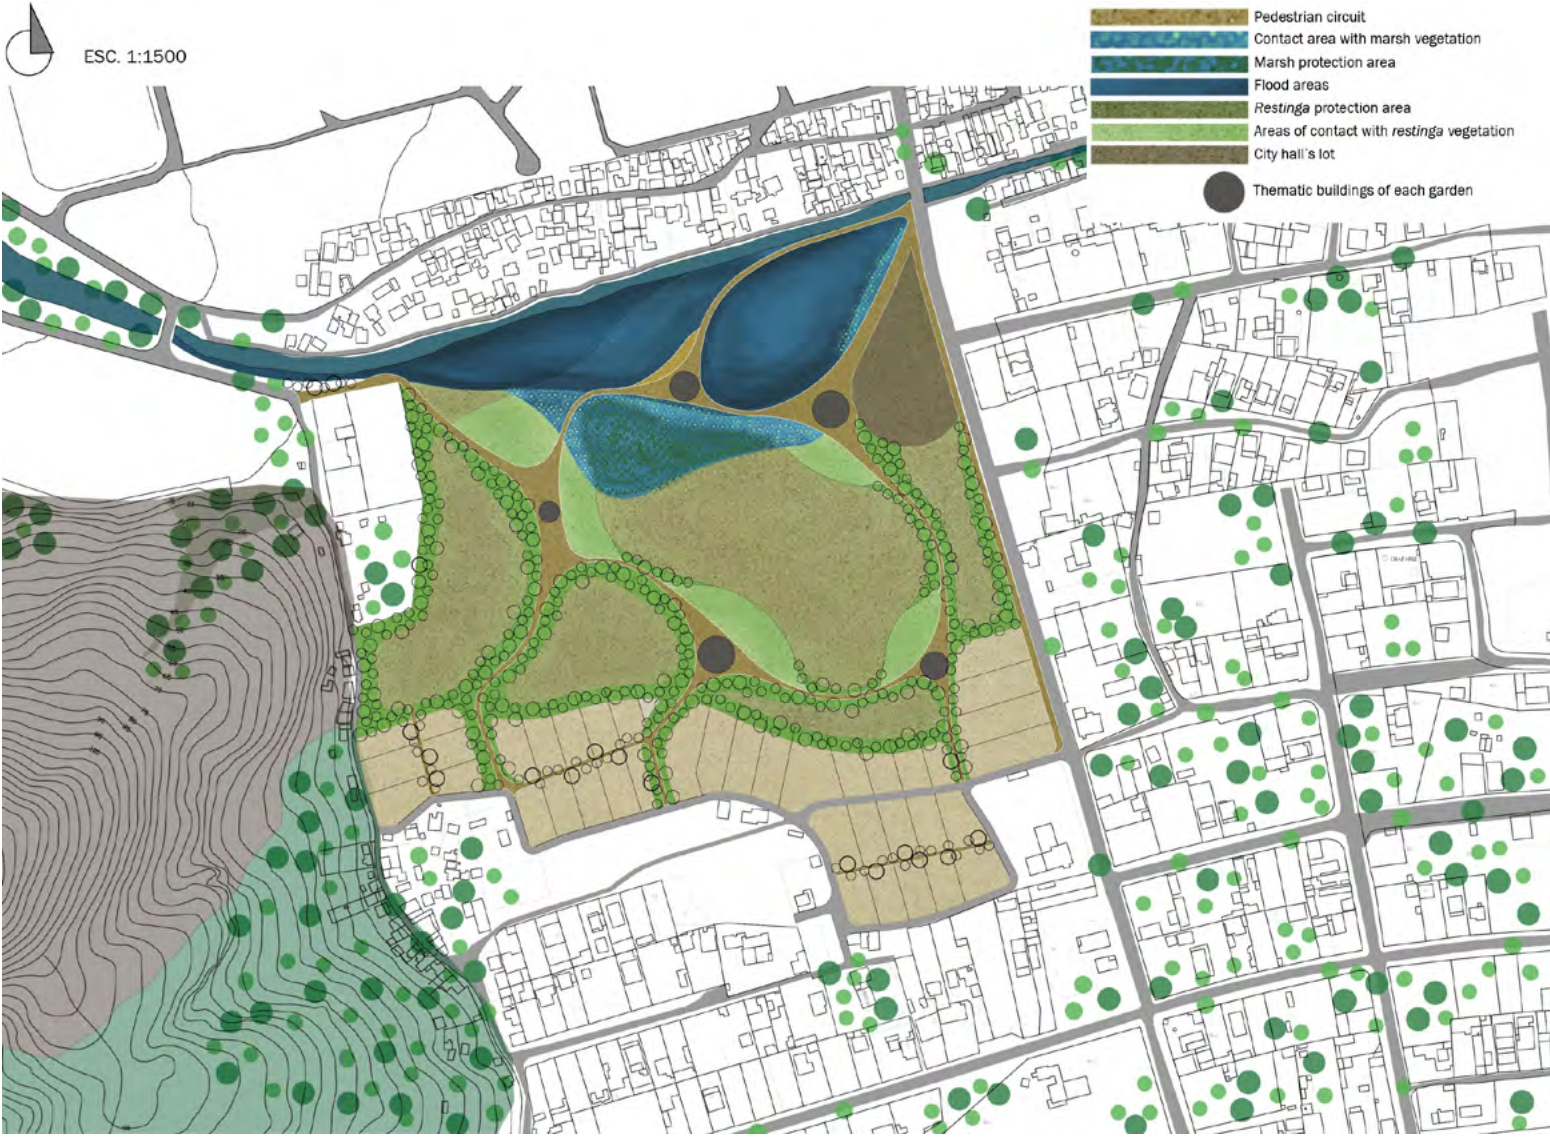 ESC. 1:1500
Pedestrian circuit
Contact area with marsh vegetation
Marsh protection area
Flood areas
Restinga protection area
Areas of contact with restinga vegetation
City hall´s lot
Thematic buildings of each garden